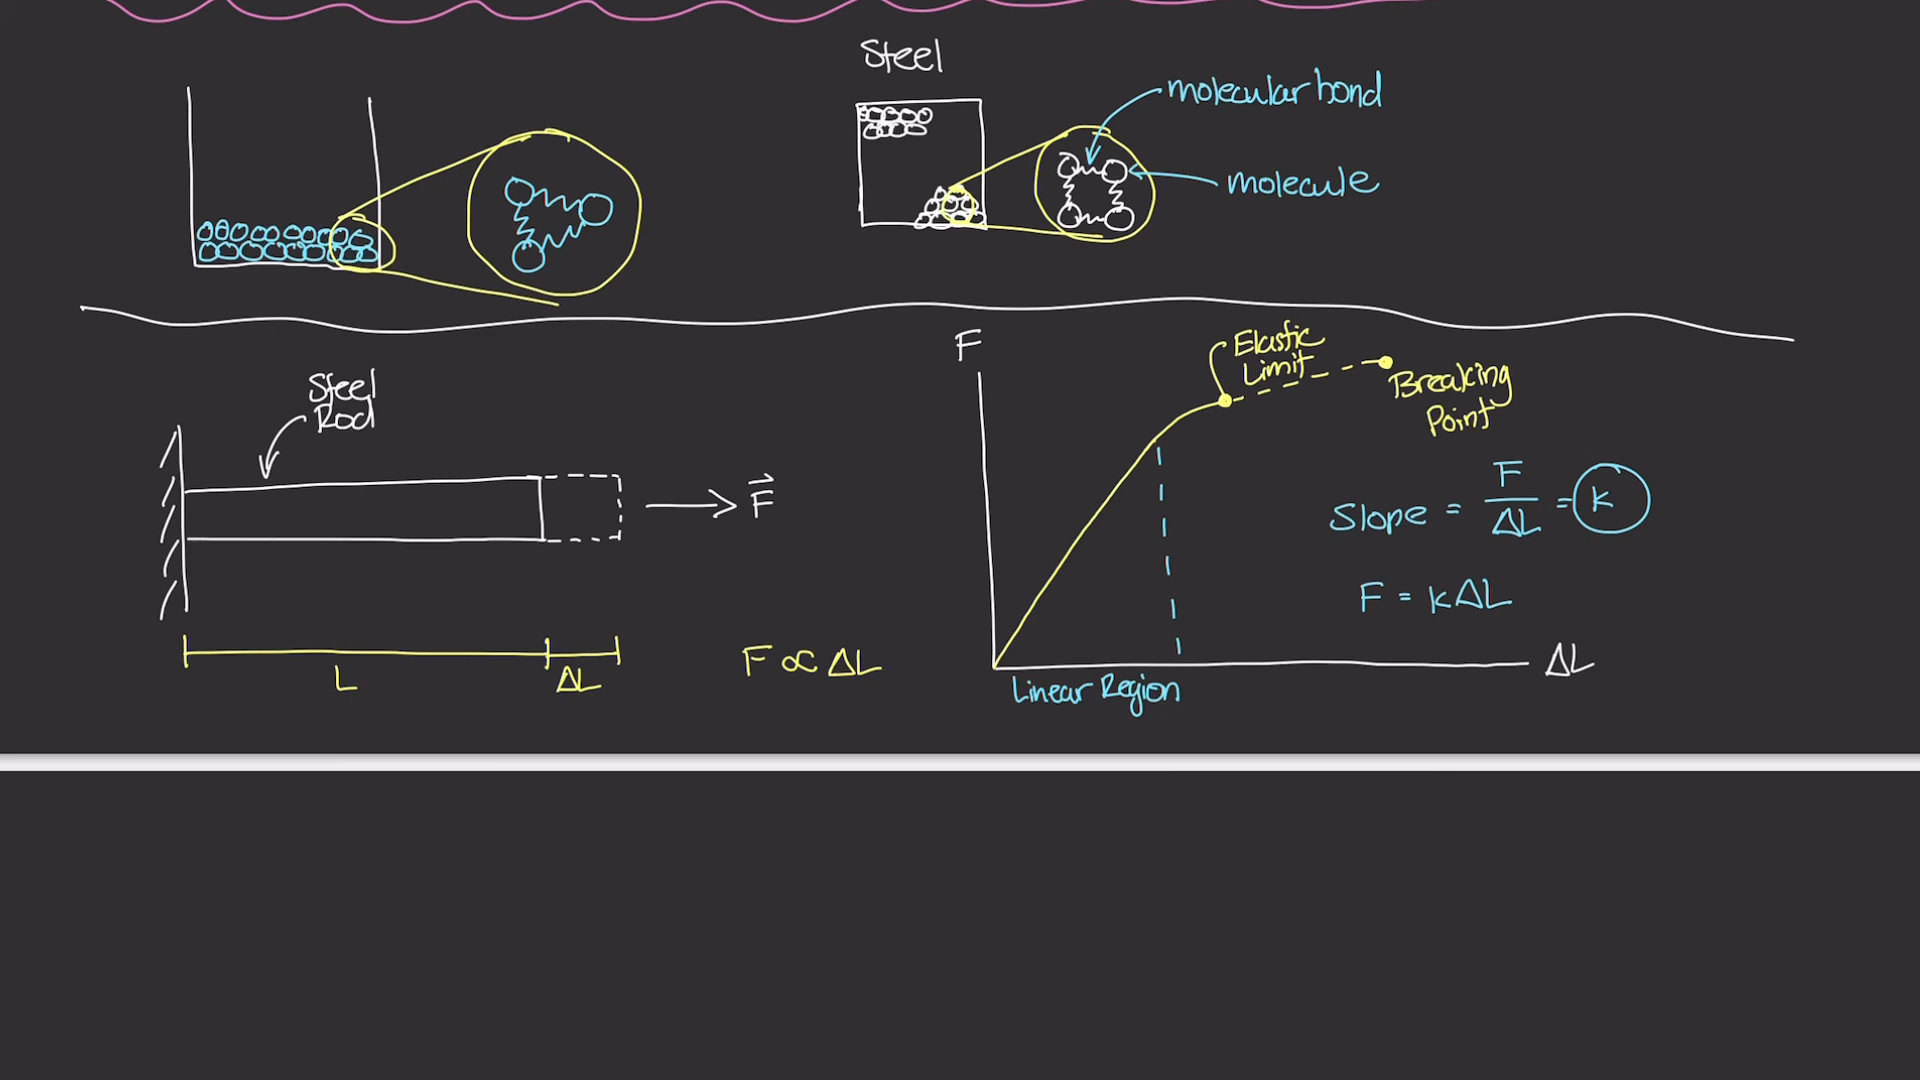 Steel
molecular bond
molecule
Steel
Rod
F
L
ΔL
F ∝ ΔL
F
Elastic
Limit
Breaking
Point
Slope = F/ΔL = k
F = kΔL
ΔL
Linear Region